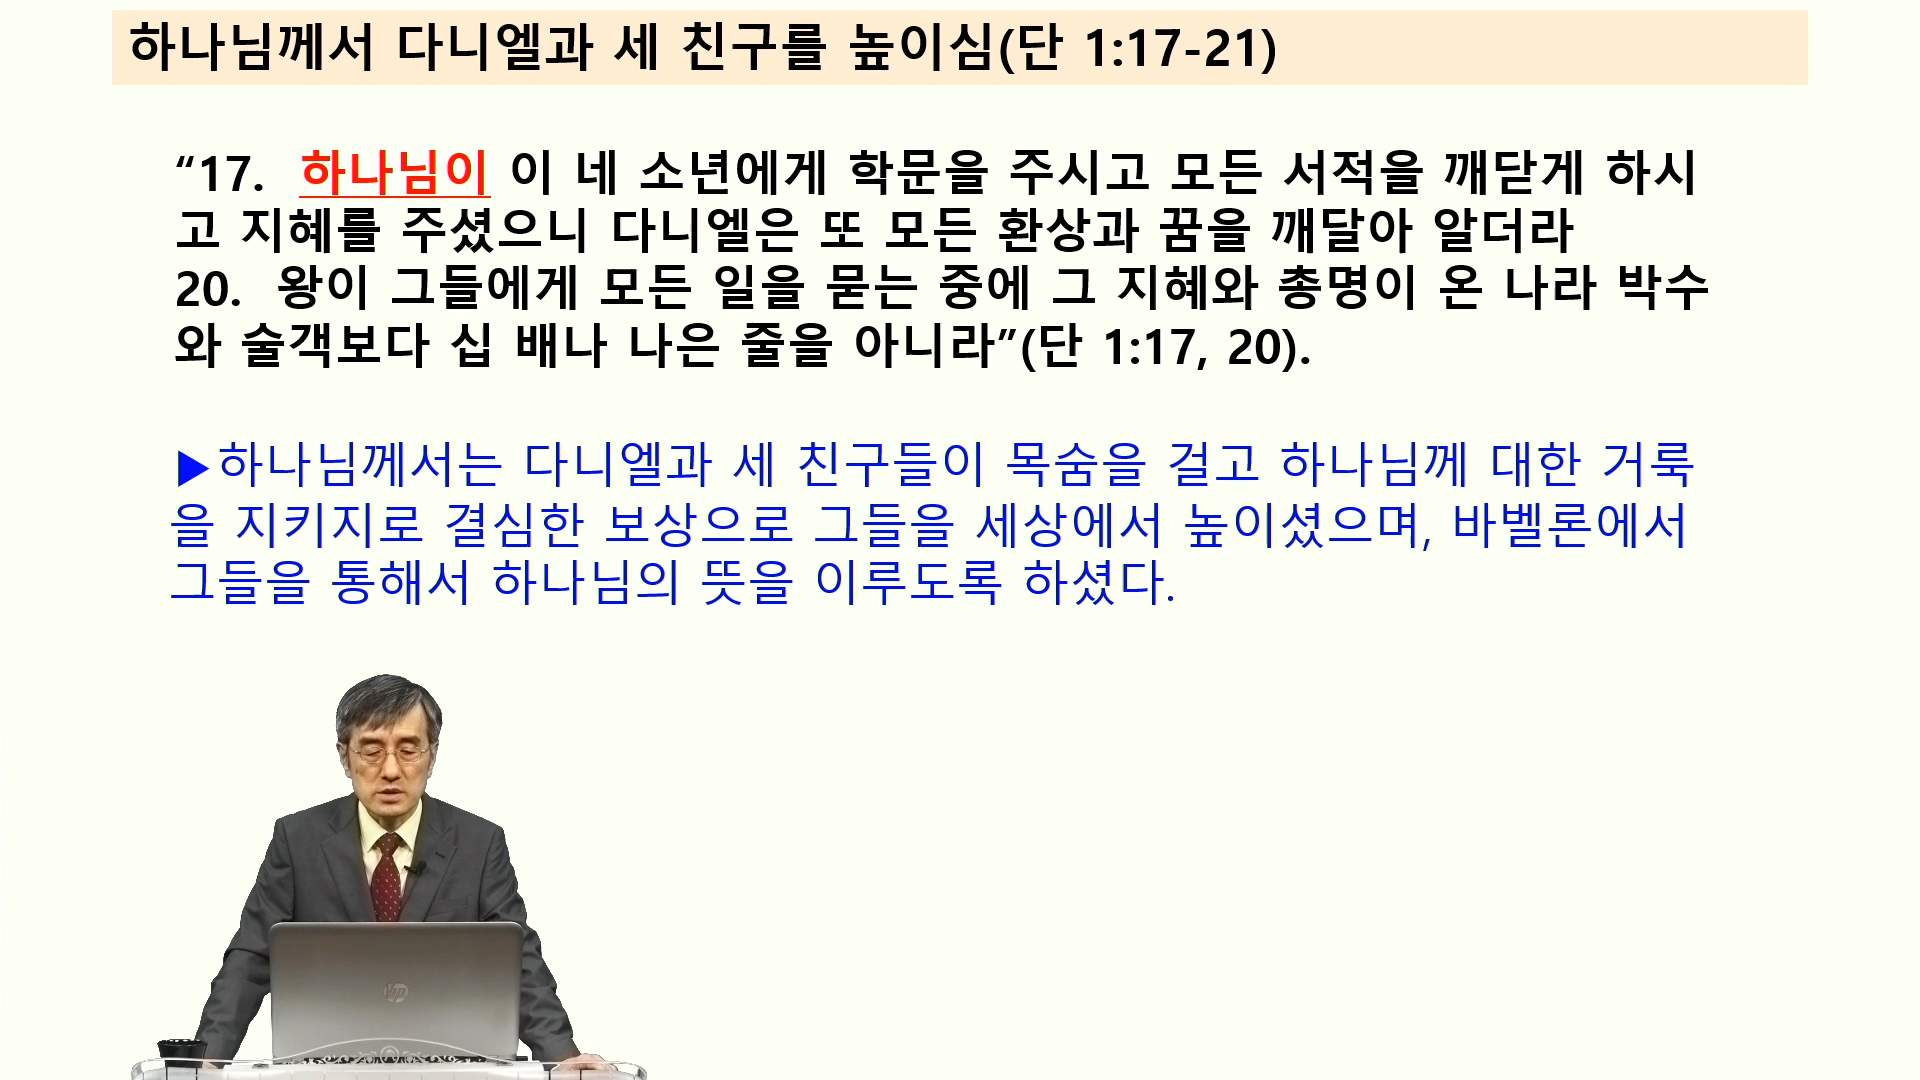 하나님께서 다니엘과 세 친구를 높이심(단 1:17-21)
“17. 하나님이 이 네 소년에게 학문을 주시고 모든 서적을 깨닫게 하시
고 지혜를 주셨으니 다니엘은 또 모든 환상과 꿈을 깨달아 알더라
20. 왕이 그들에게 모든 일을 묻는 중에 그 지혜와 총명이 온 나라 박수
와 술객보다 십 배나 나은 줄을 아니라”(단 1:17, 20).
▶하나님께서는 다니엘과 세 친구들이 목숨을 걸고 하나님께 대한 거룩
을 지키지로 결심한 보상으로 그들을 세상에서 높이셨으며, 바벨론에서
그들을 통해서 하나님의 뜻을 이루도록 하셨다.
hp